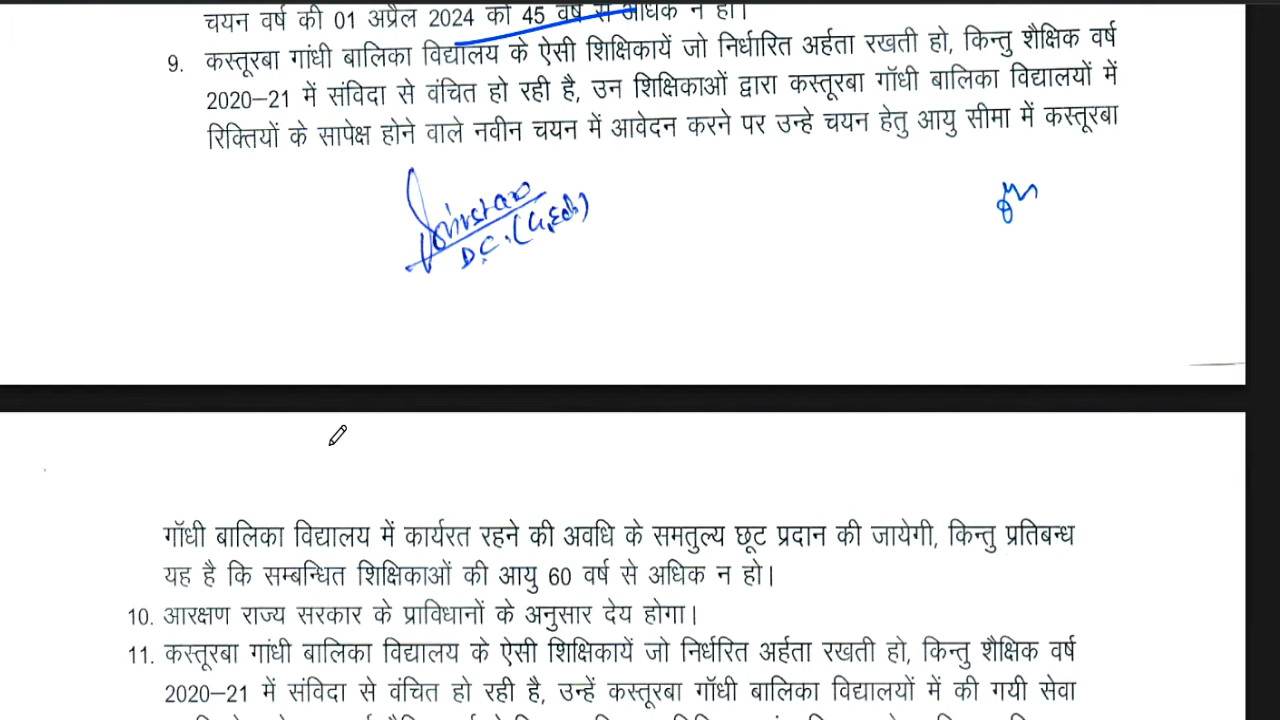 चयन वर्ष की 01 अप्रैल 2024 को 45 वर्ष से अधिक न हो।
9. कस्तूरबा गांधी बालिका विद्यालय के ऐसी शिक्षिकायें जो निर्धारित अर्हता रखती हो, किन्तु शैक्षिक वर्ष
2020–21 में संविदा से वंचित हो रही है, उन शिक्षिकाओं द्वारा कस्तूरबा गॉधी बालिका विद्यालयों में
रिक्तियों के सापेक्ष होने वाले नवीन चयन में आवेदन करने पर उन्हे चयन हेतु आयु सीमा में कस्तूरबा
D.C.
गॉधी बालिका विद्यालय में कार्यरत रहने की अवधि के समतुल्य छूट प्रदान की जायेगी, किन्तु प्रतिबन्ध
यह है कि सम्बन्धित शिक्षिकाओं की आयु 60 वर्ष से अधिक न हो।
10. आरक्षण राज्य सरकार के प्राविधानों के अनुसार देय होगा।
11. कस्तूरबा गांधी बालिका विद्यालय के ऐसी शिक्षिकायें जो निर्धारित अर्हता रखती हो, किन्तु शैक्षिक वर्ष
2020–21 में संविदा से वंचित हो रही है, उन्हें कस्तूरबा गॉधी बालिका विद्यालयों में की गयी सेवा